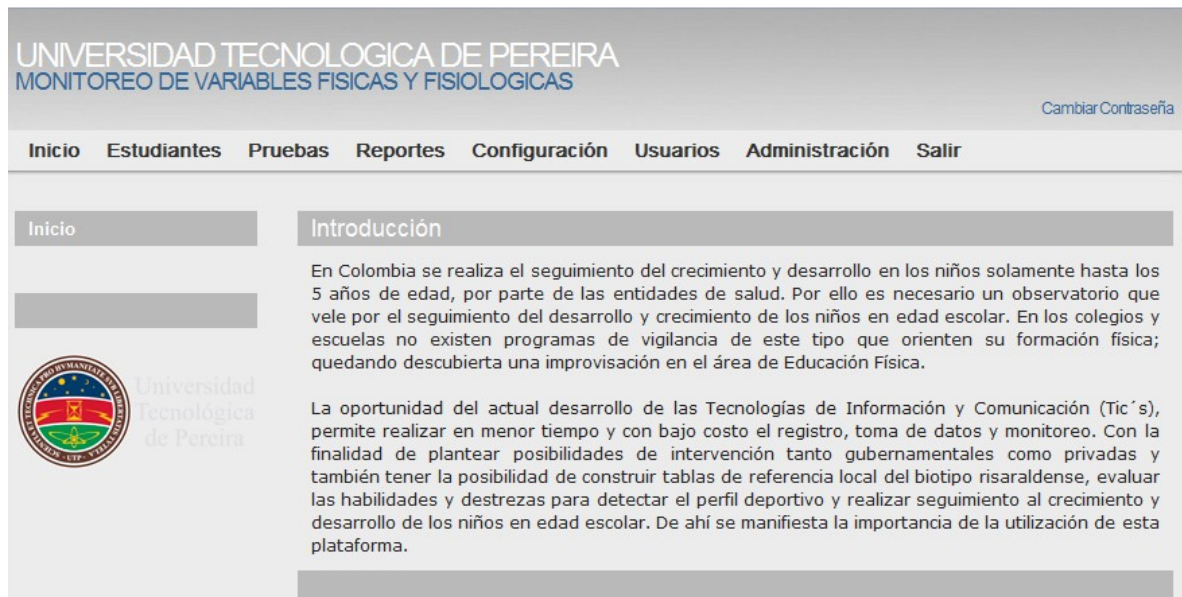 UNIVERSIDAD TECNOLOGICA DE PEREIRA
MONITOREO DE VARIABLES FISICAS Y FISIOLOGICAS
Cambiar Contraseña
Inicio Estudiantes Pruebas Reportes Configuración Usuarios Administración Salir
Inicio
Introducción
En Colombia se realiza el seguimiento del crecimiento y desarrollo en los niños solamente hasta los
5 años de edad, por parte de las entidades de salud. Por ello es necesario un observatorio que
vele por el seguimiento del desarrollo y crecimiento de los niños en edad escolar. En los colegios y
escuelas no existen programas de vigilancia de este tipo que orienten su formación física;
quedando descubierta una improvisación en el área de Educación Física.
La oportunidad del actual desarrollo de las Tecnologías de Información y Comunicación (Tic´s),
permite realizar en menor tiempo y con bajo costo el registro, toma de datos y monitoreo. Con la
finalidad de plantear posibilidades de intervención tanto gubernamentales como privadas y
también tener la posibilidad de construir tablas de referencia local del biotipo risaraldense, evaluar
las habilidades y destrezas para detectar el perfil deportivo y realizar seguimiento al crecimiento y
desarrollo de los niños en edad escolar. De ahí se manifiesta la importancia de la utilización de esta
plataforma.
SCIENTIA ET TECHNICA PRO HVMANITATE SVB LIBERTATIS TVTELA
- UTP -
Universidad
Tecnológica
de Pereira